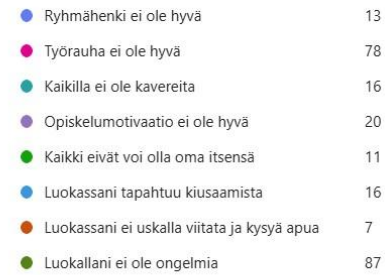 Ryhmähenki ei ole hyvä 13
Työrauha ei ole hyvä 78
Kaikilla ei ole kavereita 16
Opiskelumotivaatio ei ole hyvä 20
Kaikki eivät voi olla oma itsensä 11
Luokassani tapahtuu kiusaamista 16
Luokassani ei uskalla viitata ja kysyä apua 7
Luokallani ei ole ongelmia 87